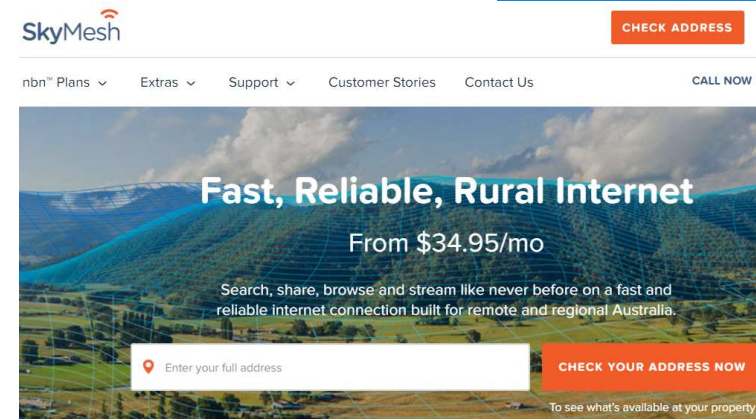 SkyMesh
CHECK ADDRESS
nbn™ Plans
Extras
Support
Customer Stories
Contact Us
CALL NOW
Fast, Reliable, Rural Internet
From $34.95/mo
Search, share, browse and stream like never before on a fast and
reliable internet connection built for remote and regional Australia.
Enter your full address
CHECK YOUR ADDRESS NOW
To see what's available at your property